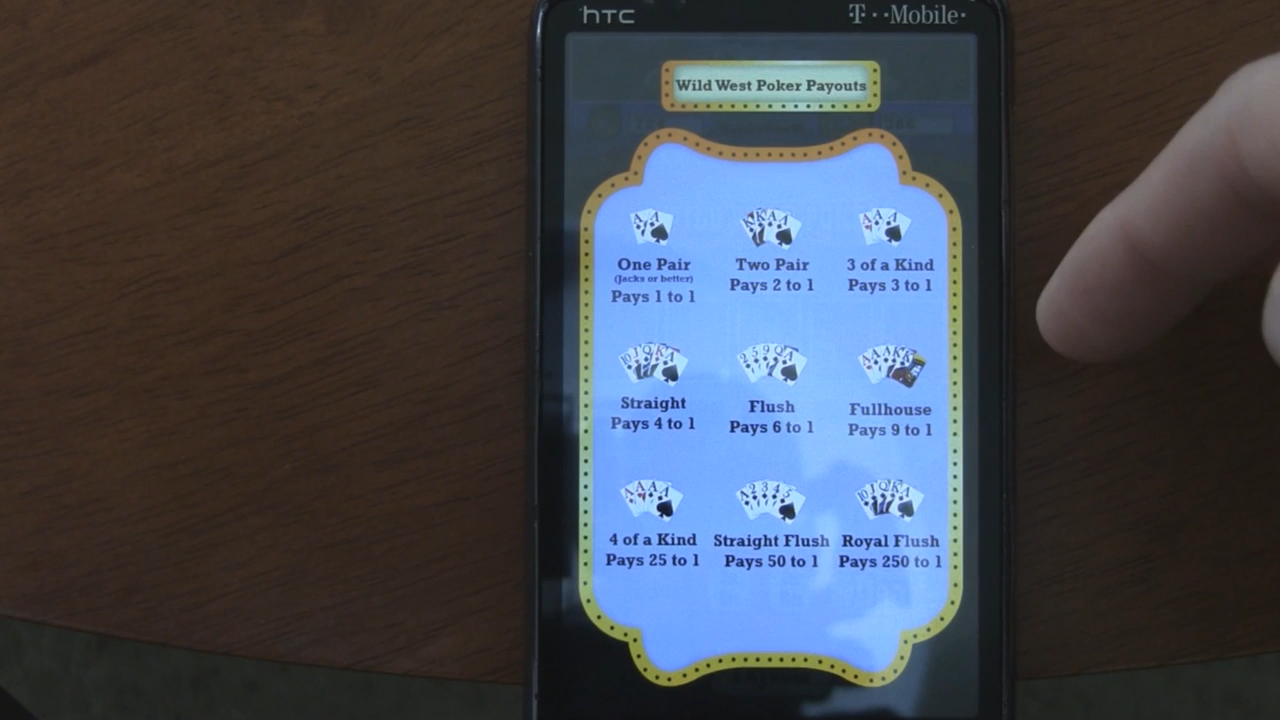 hTC
T··Mobile·
Wild West Poker Payouts
One Pair
(Jacks or better)
Pays 1 to 1
Two Pair
Pays 2 to 1
3 of a Kind
Pays 3 to 1
Straight
Pays 4 to 1
Flush
Pays 6 to 1
Fullhouse
Pays 9 to 1
4 of a Kind
Pays 25 to 1
Straight Flush
Pays 50 to 1
Royal Flush
Pays 250 to 1